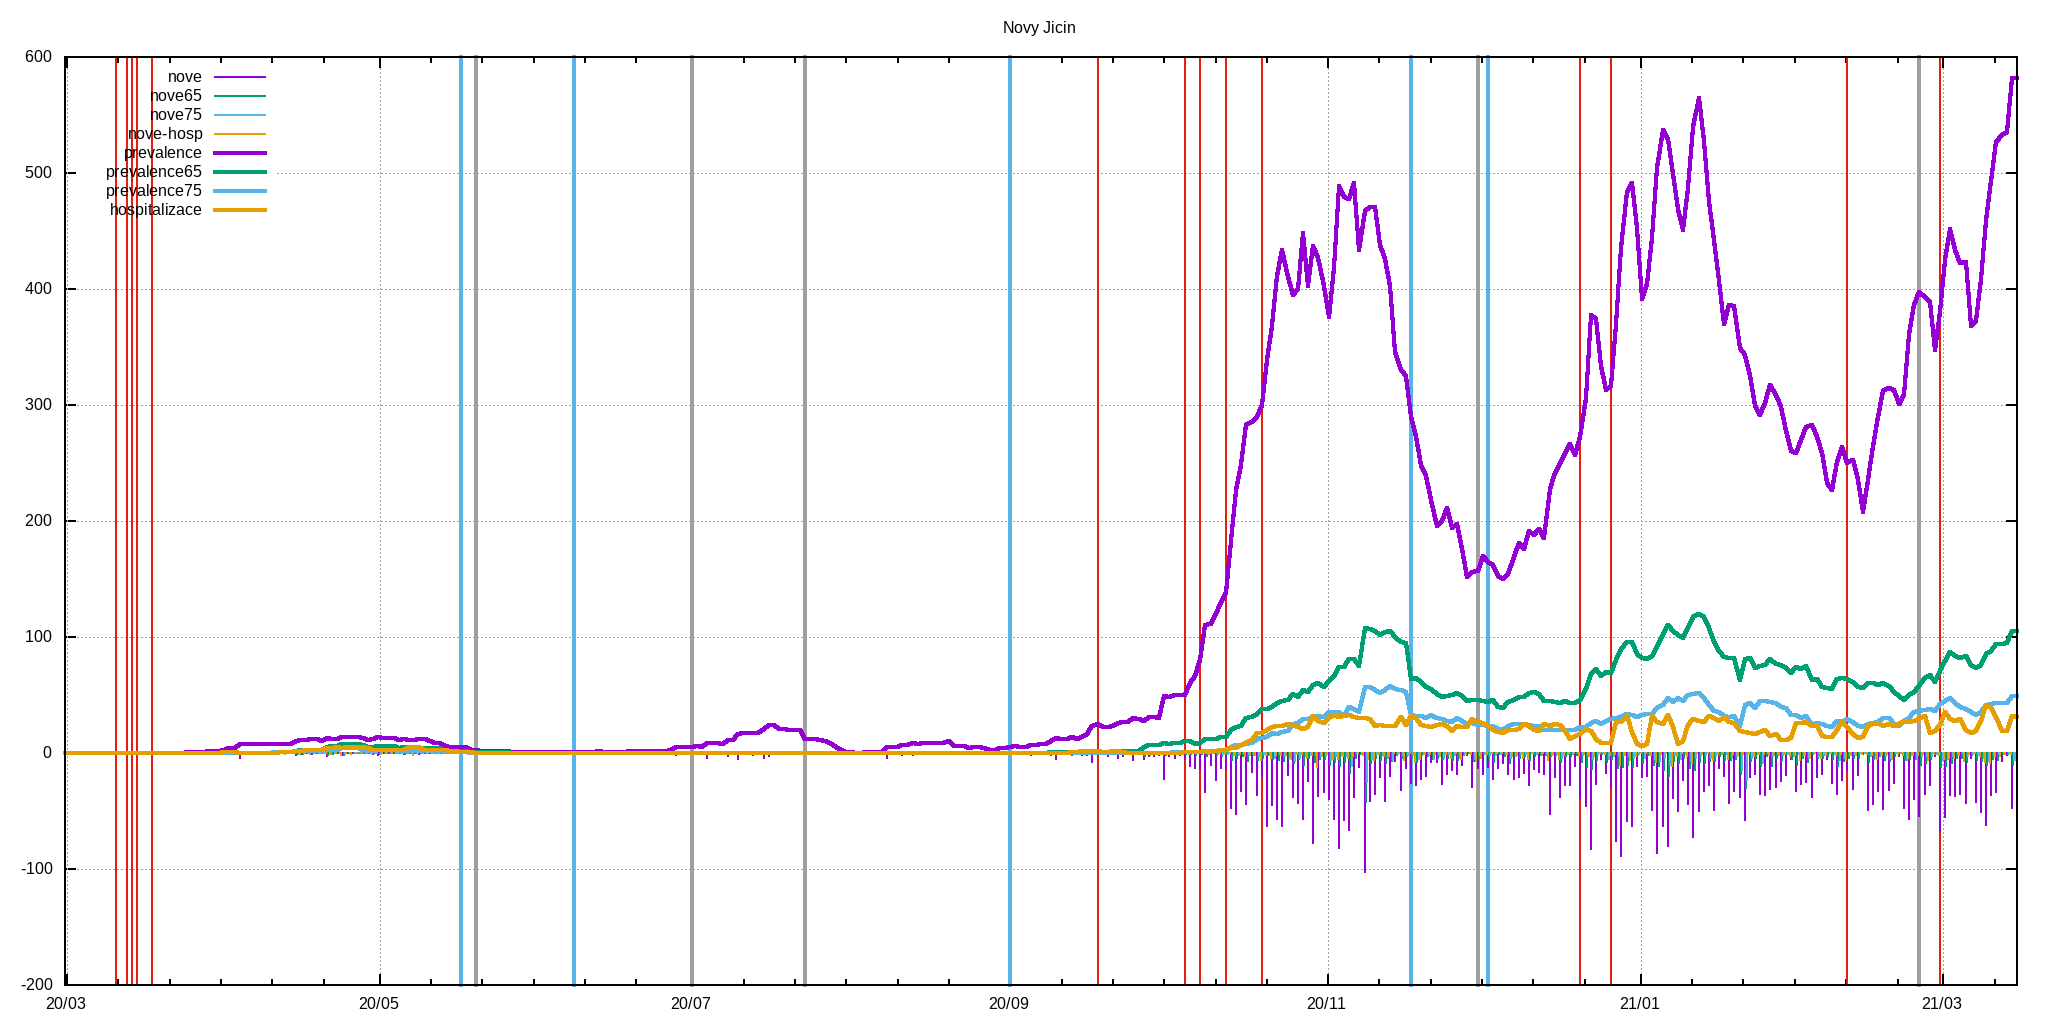 Novy Jicin
600
500
400
300
200
100
0
-100
-200
nove
nove65
nove75
nove-hosp
prevalence
prevalence65
prevalence75
hospitalizace
20/03 20/05 20/07 20/09 20/11 21/01 21/03